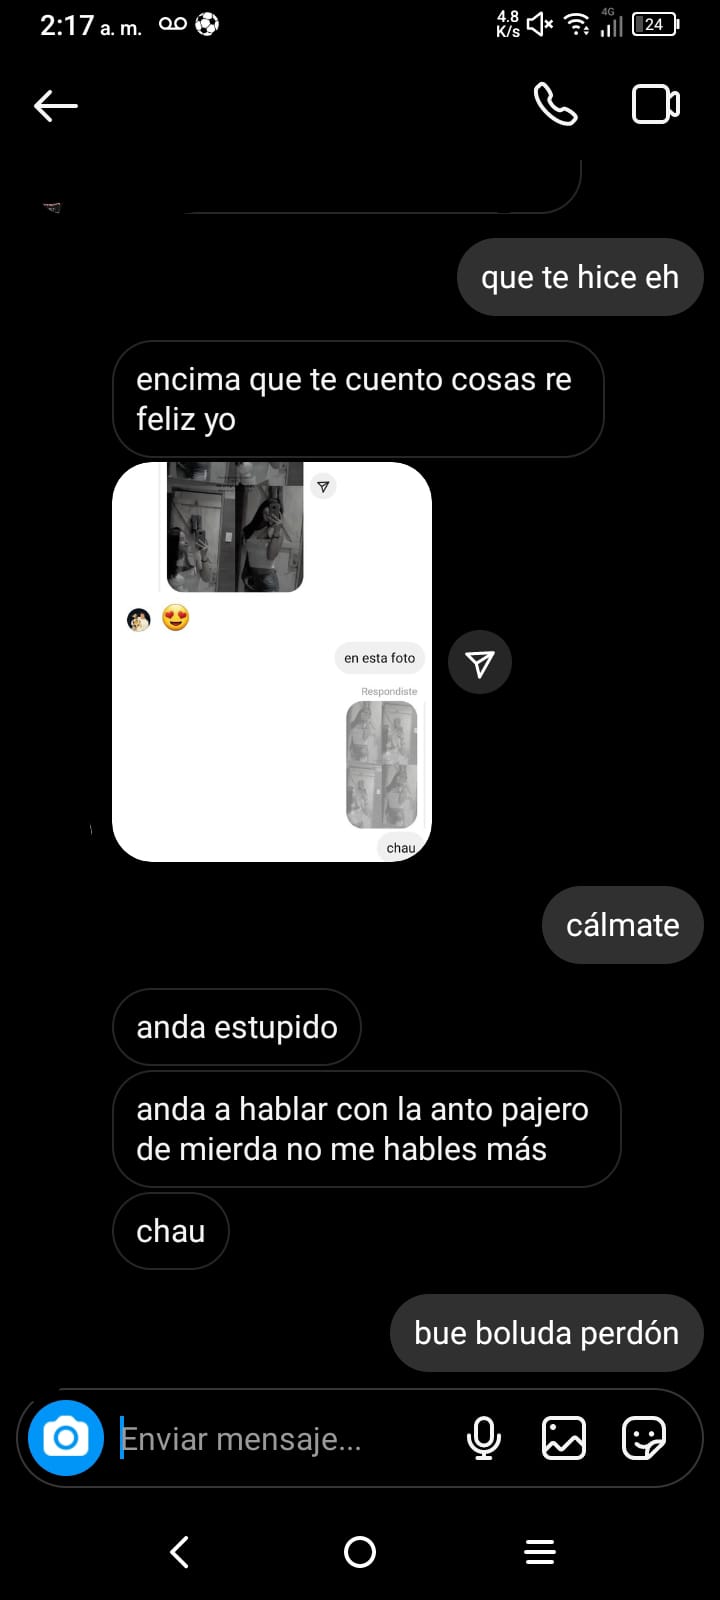 2:17 a. m.
4.8
K/s
4G
24
que te hice eh
encima que te cuento cosas re
feliz yo
en esta foto
Respondiste
chau
cálmate
anda estupido
anda a hablar con la anto pajero
de mierda no me hables más
chau
bue boluda perdón
Enviar mensaje...